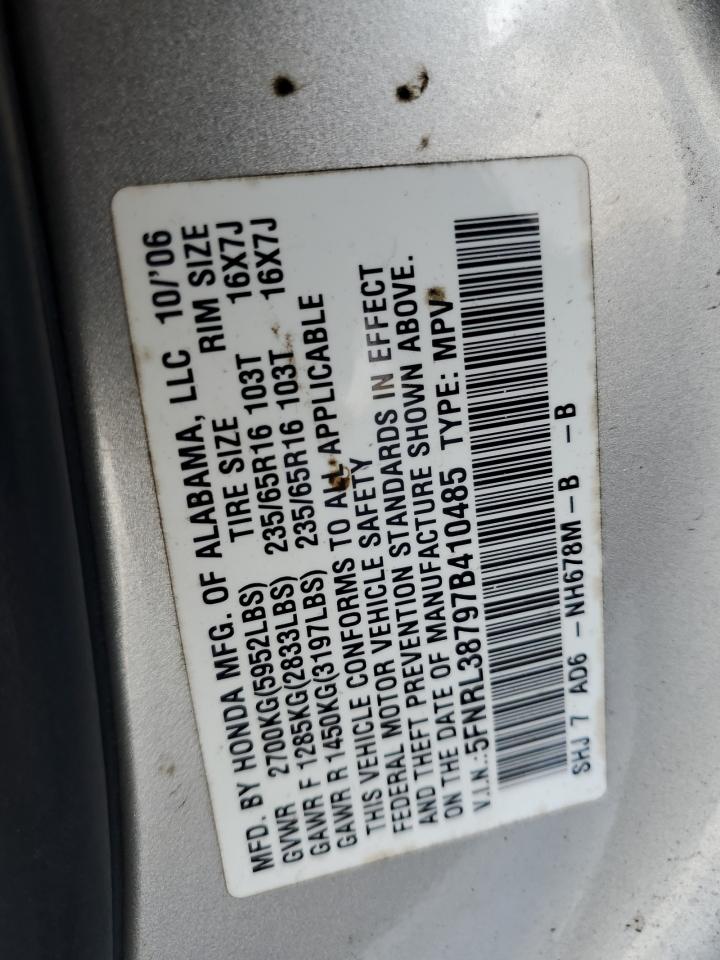 MFD. BY HONDA MFG. OF ALABAMA, LLC 10/'06
GVWR 2700KG(5952LBS) TIRE SIZE RIM SIZE
GAWR F 1285KG(2833LBS) 235/65R16 103T 16X7J
GAWR R 1450KG(3197LBS) 235/65R16 103T 16X7J
THIS VEHICLE CONFORMS TO ALL APPLICABLE
FEDERAL MOTOR VEHICLE SAFETY
AND THEFT PREVENTION STANDARDS IN EFFECT
ON THE DATE OF MANUFACTURE SHOWN ABOVE.
V.I.N.:5FNRL38797B410485 TYPE: MPV
SHJ 7 AD6 -NH678M-B -B